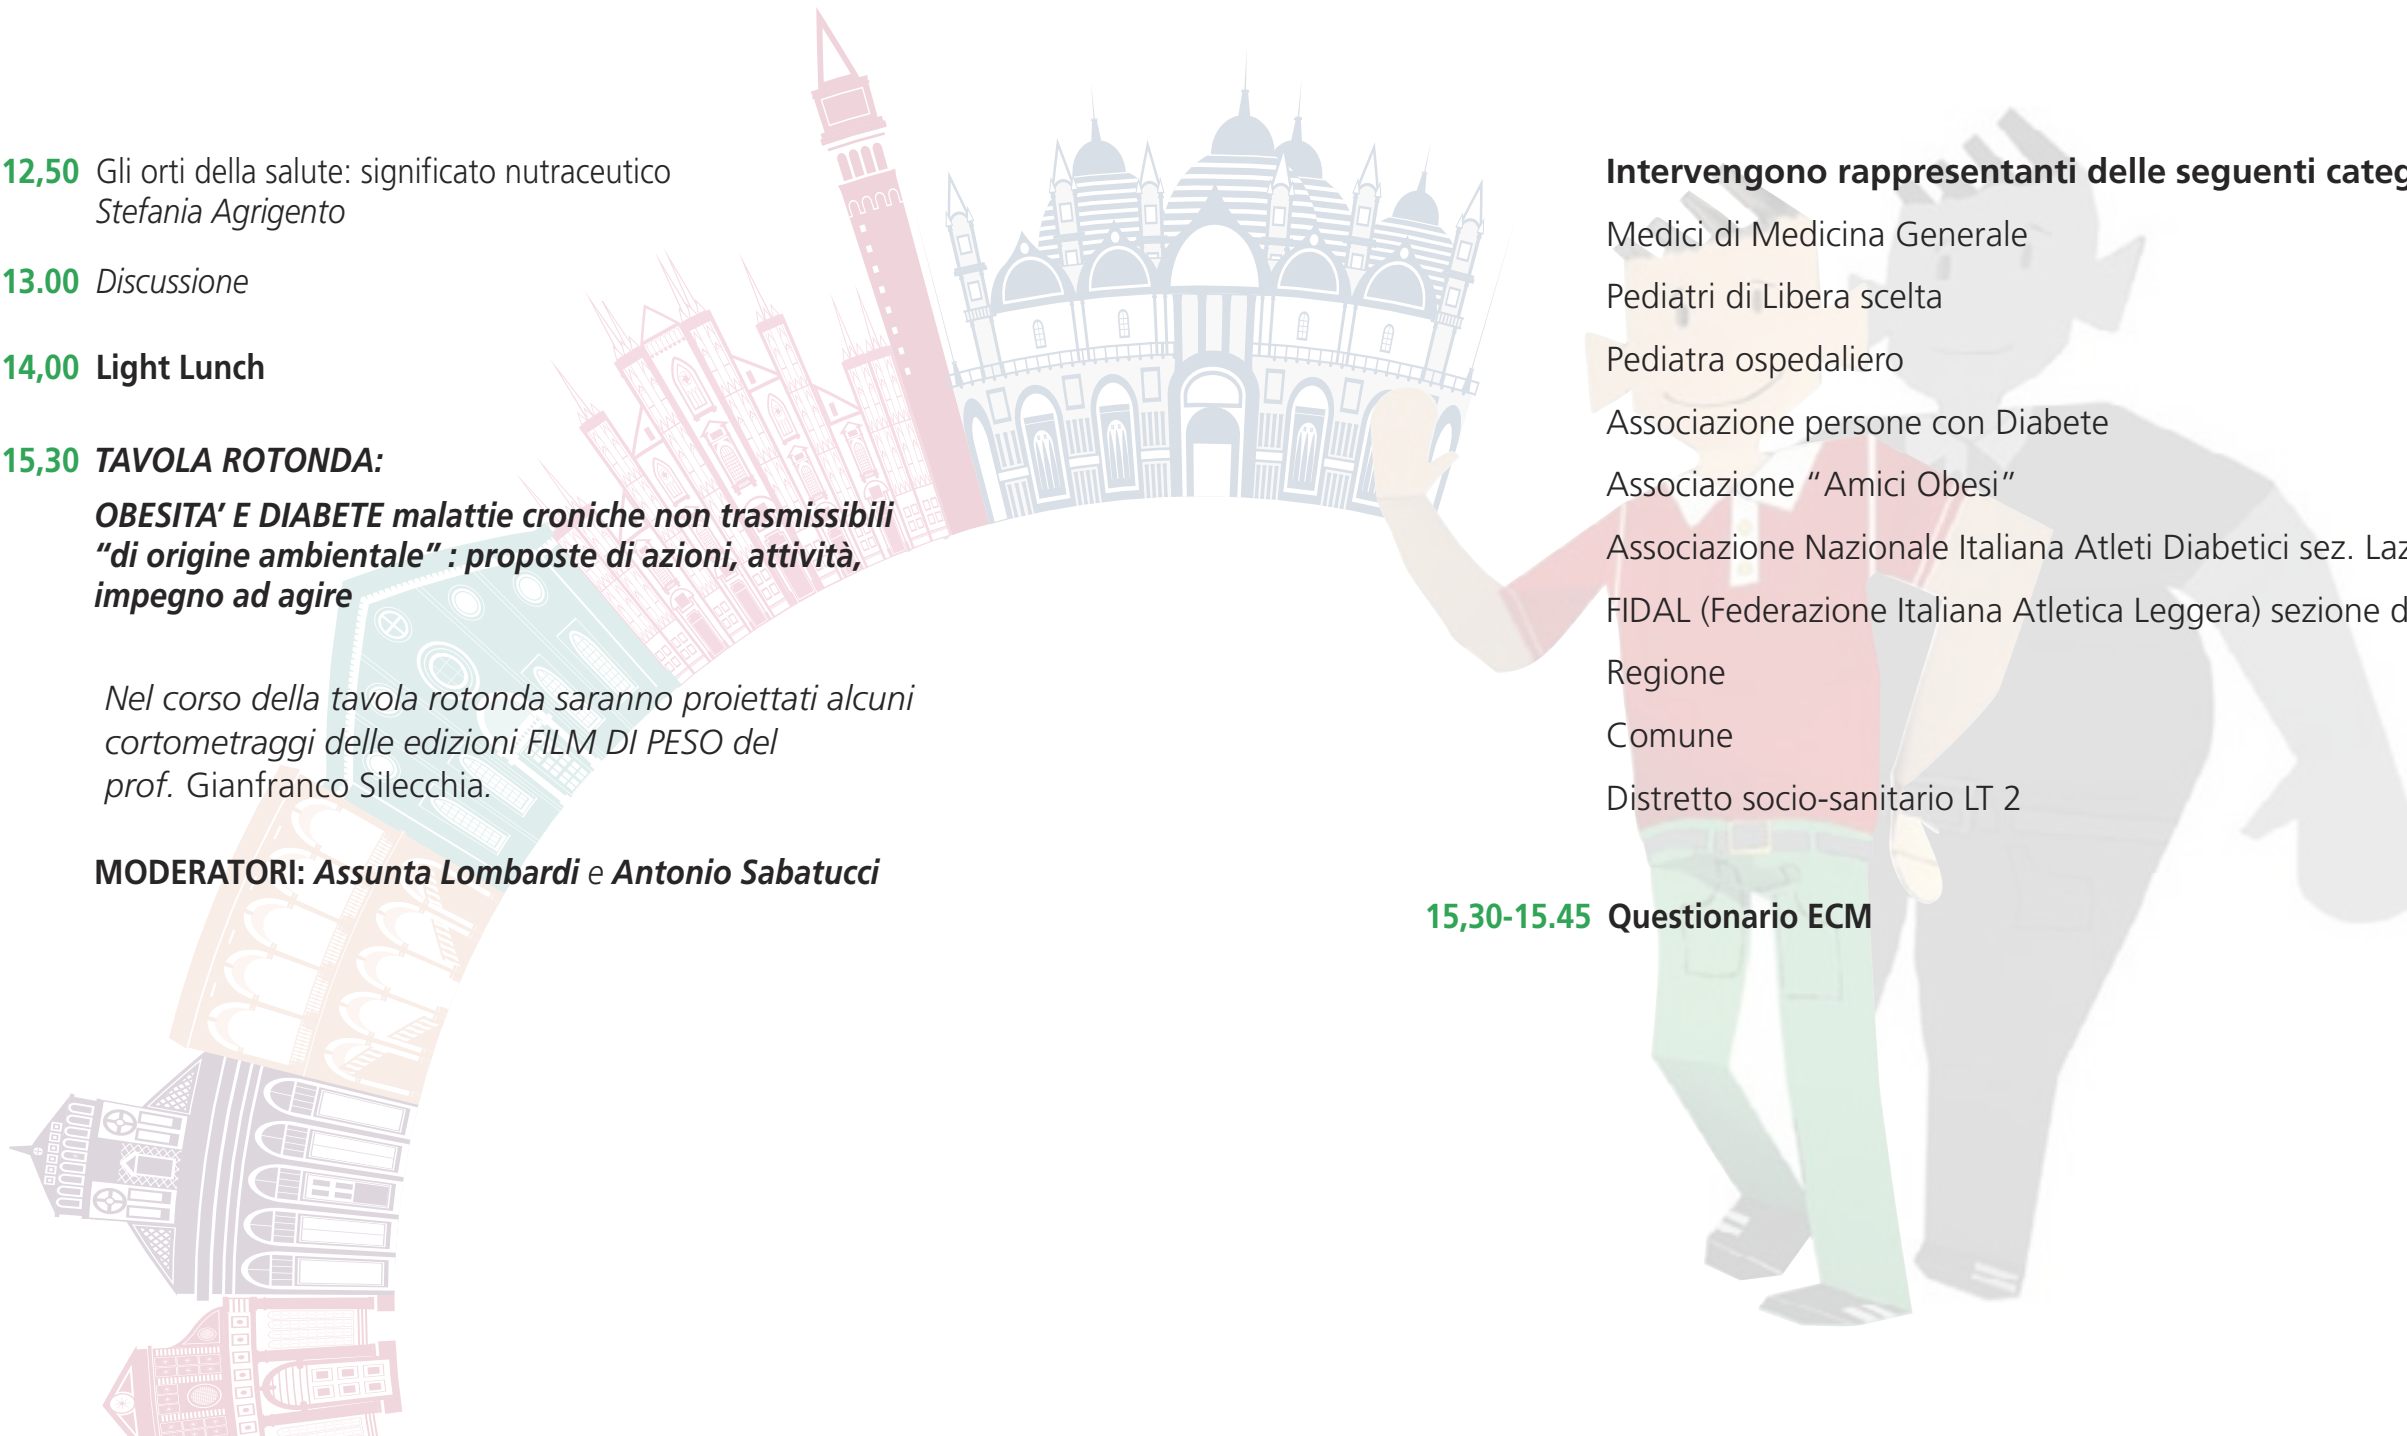 12,50 Gli orti della salute: significato nutraceutico
Stefania Agrigento
13.00 Discussione
14,00 Light Lunch
15,30 TAVOLA ROTONDA:
OBESITA’ E DIABETE malattie croniche non trasmissibili
“di origine ambientale” : proposte di azioni, attività,
impegno ad agire
Nel corso della tavola rotonda saranno proiettati alcuni
cortometraggi delle edizioni FILM DI PESO del
prof. Gianfranco Silecchia.
MODERATORI: Assunta Lombardi e Antonio Sabatucci
Intervengono rappresentanti delle seguenti
Medici di Medicina Generale
Pediatri di Libera scelta
Pediatra ospedaliero
Associazione persone con Diabete
Associazione “Amici Obesi”
Associazione Nazionale Italiana Atleti Diabetici sez.
FIDAL (Federazione Italiana Atletica Leggera) sezione
Regione
Comune
Distretto socio-sanitario LT 2
15,30-15.45 Questionario ECM